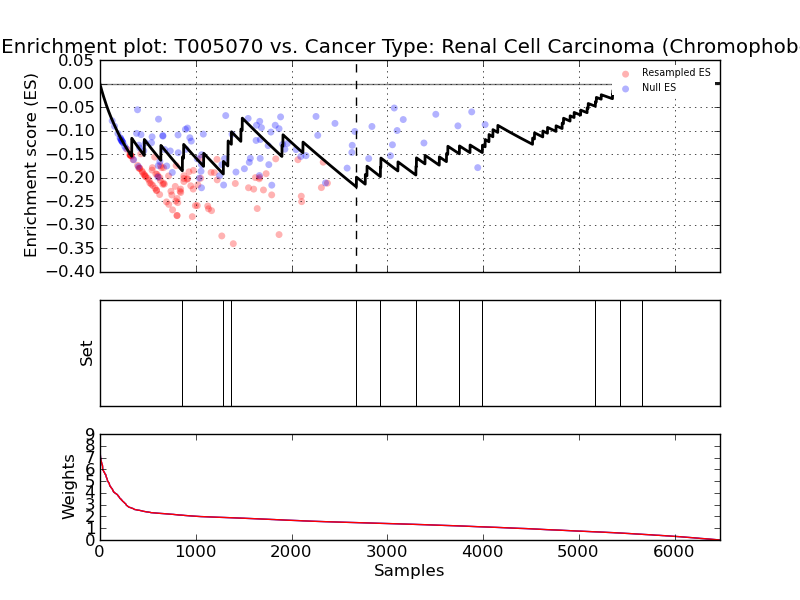 Enrichment plot: T005070 vs. Cancer Type: Renal Cell Carcinoma (Chromophob
0.05
0.00
−0.05
−0.10
−0.15
−0.20
−0.25
−0.30
−0.35
−0.40
Enrichment score (ES)
Resampled ES
Null ES
Set
9
8
7
6
5
4
3
2
1
0
Weights
0 1000 2000 3000 4000 5000 6000
Samples